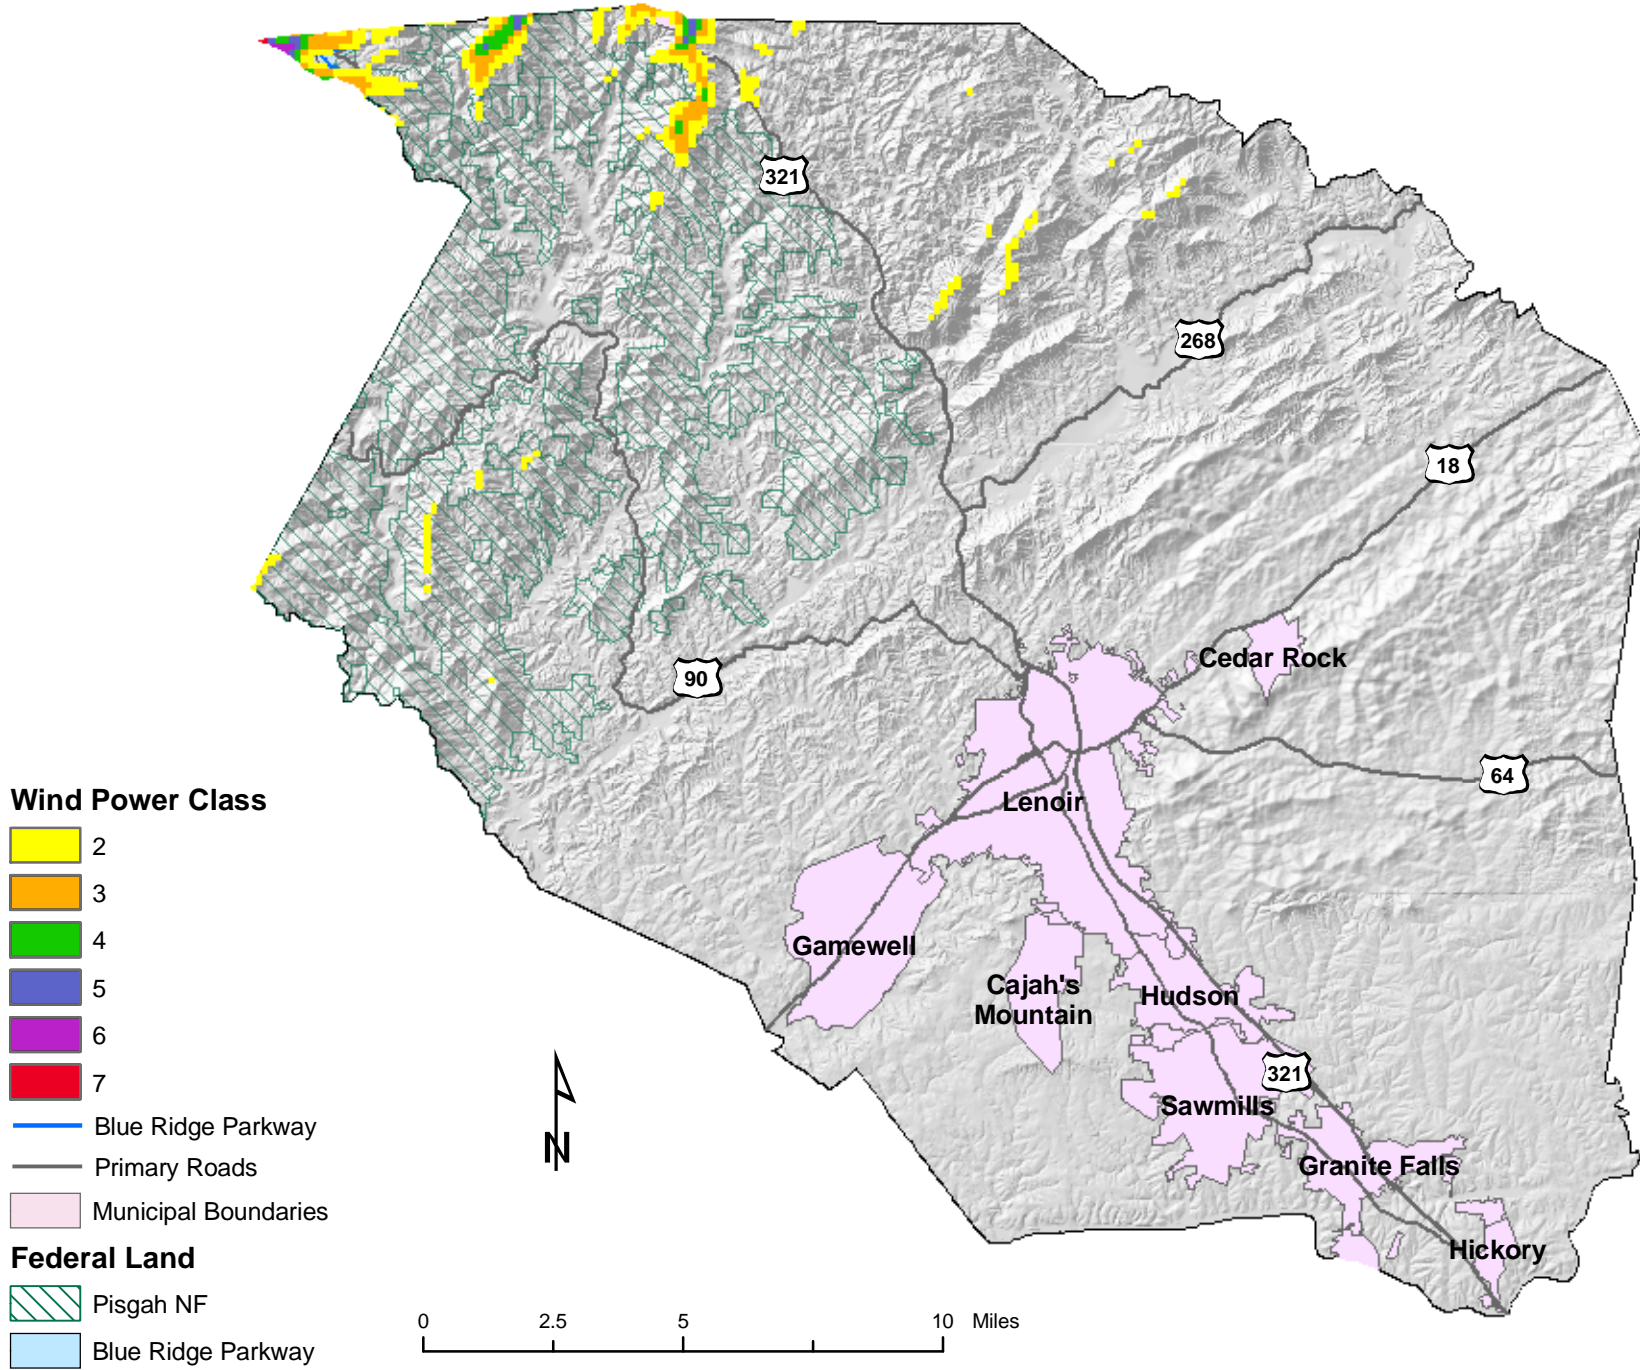 321
268
18
Cedar Rock
90
64
Wind Power Class
Lenoir
2
3
4
Gamewell
5
Cajah's
Mountain
Hudson
6
7
321
Sawmills
Blue Ridge Parkway
N
Primary Roads
Granite Falls
Municipal Boundaries
Hickory
Federal Land
Pisgah NF
0 2.5 5 10 Miles
Blue Ridge Parkway